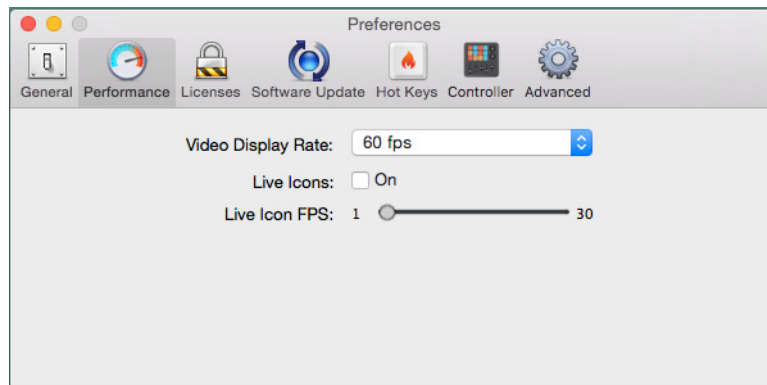 Preferences
General Performance Licenses Software Update Hot Keys Controller Advanced
Video Display Rate: 60 fps
Live Icons: On
Live Icon FPS: 1 30